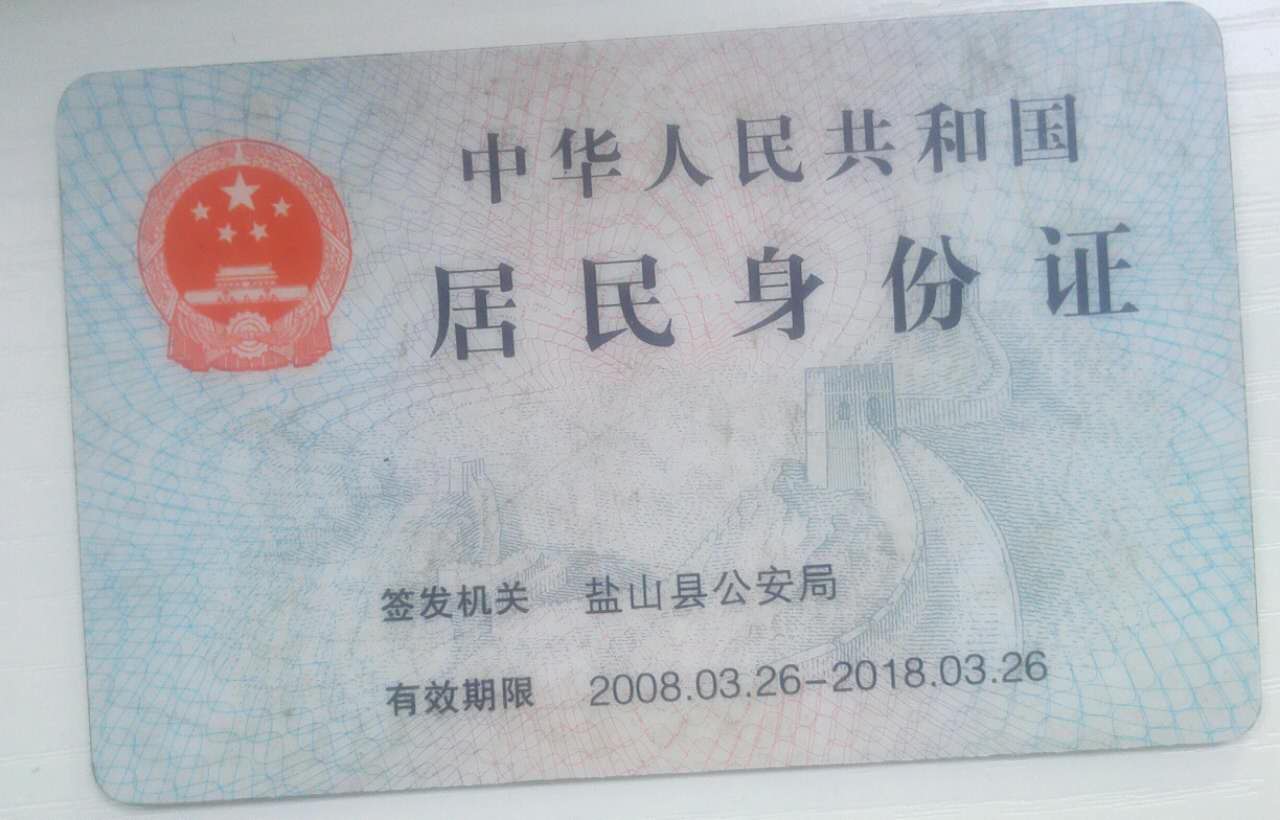 中华人民共和国
居民身份证
签发机关 盐山县公安局
有效期限 2008.03.26-2018.03.26